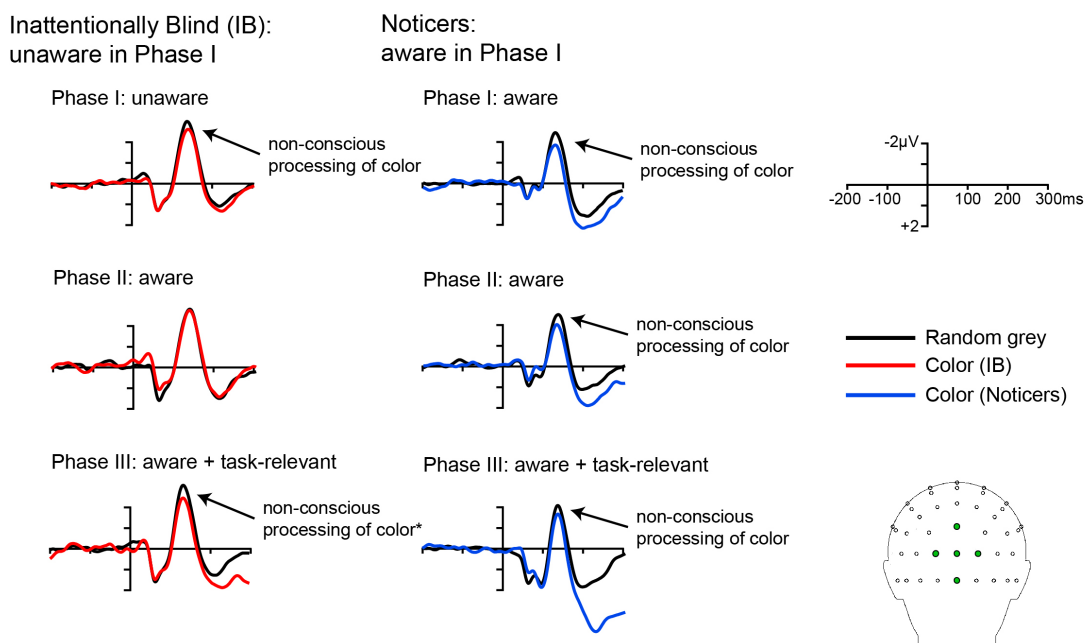 Inattentionally Blind (IB):
unaware in Phase I
Noticers:
aware in Phase I
Phase I: unaware
non-conscious
processing of color
Phase I: aware
non-conscious
processing of color
-2µV
-200 -100 100 200 300ms
+2
Phase II: aware
Phase II: aware
non-conscious
processing of color
Random grey
Color (IB)
Color (Noticers)
Phase III: aware + task-relevant
non-conscious
processing of color*
Phase III: aware + task-relevant
non-conscious
processing of color